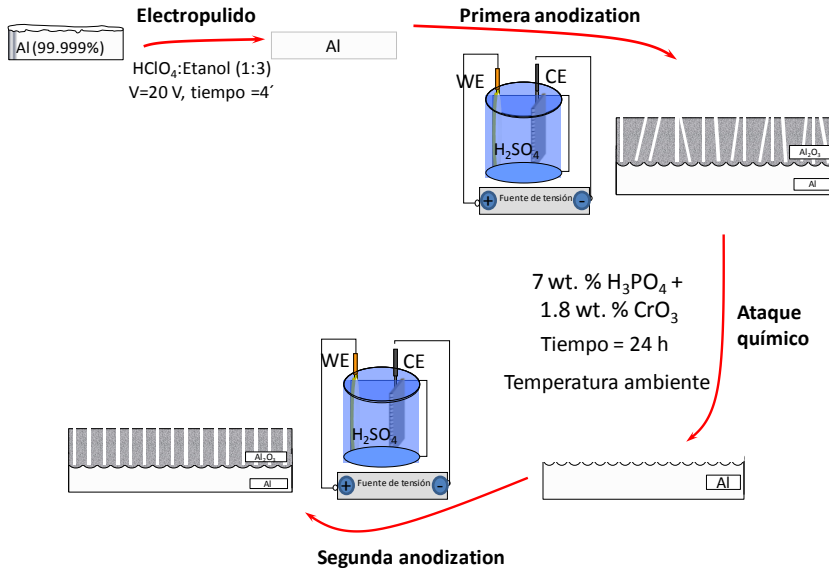 Electropulido
Al (99.999%)
Al
HClO₄:Etanol (1:3)
V=20 V, tiempo =4´
Primera anodization
WE
CE
H₂SO₄
+ Fuente de tensión -
Al₂O₃
Al
7 wt. % H₃PO₄ +
1.8 wt. % CrO₃
Tiempo = 24 h
Temperatura ambiente
Ataque
químico
Al
Segunda anodization
WE
CE
H₂SO₄
+ Fuente de tensión -
Al₂O₃
Al